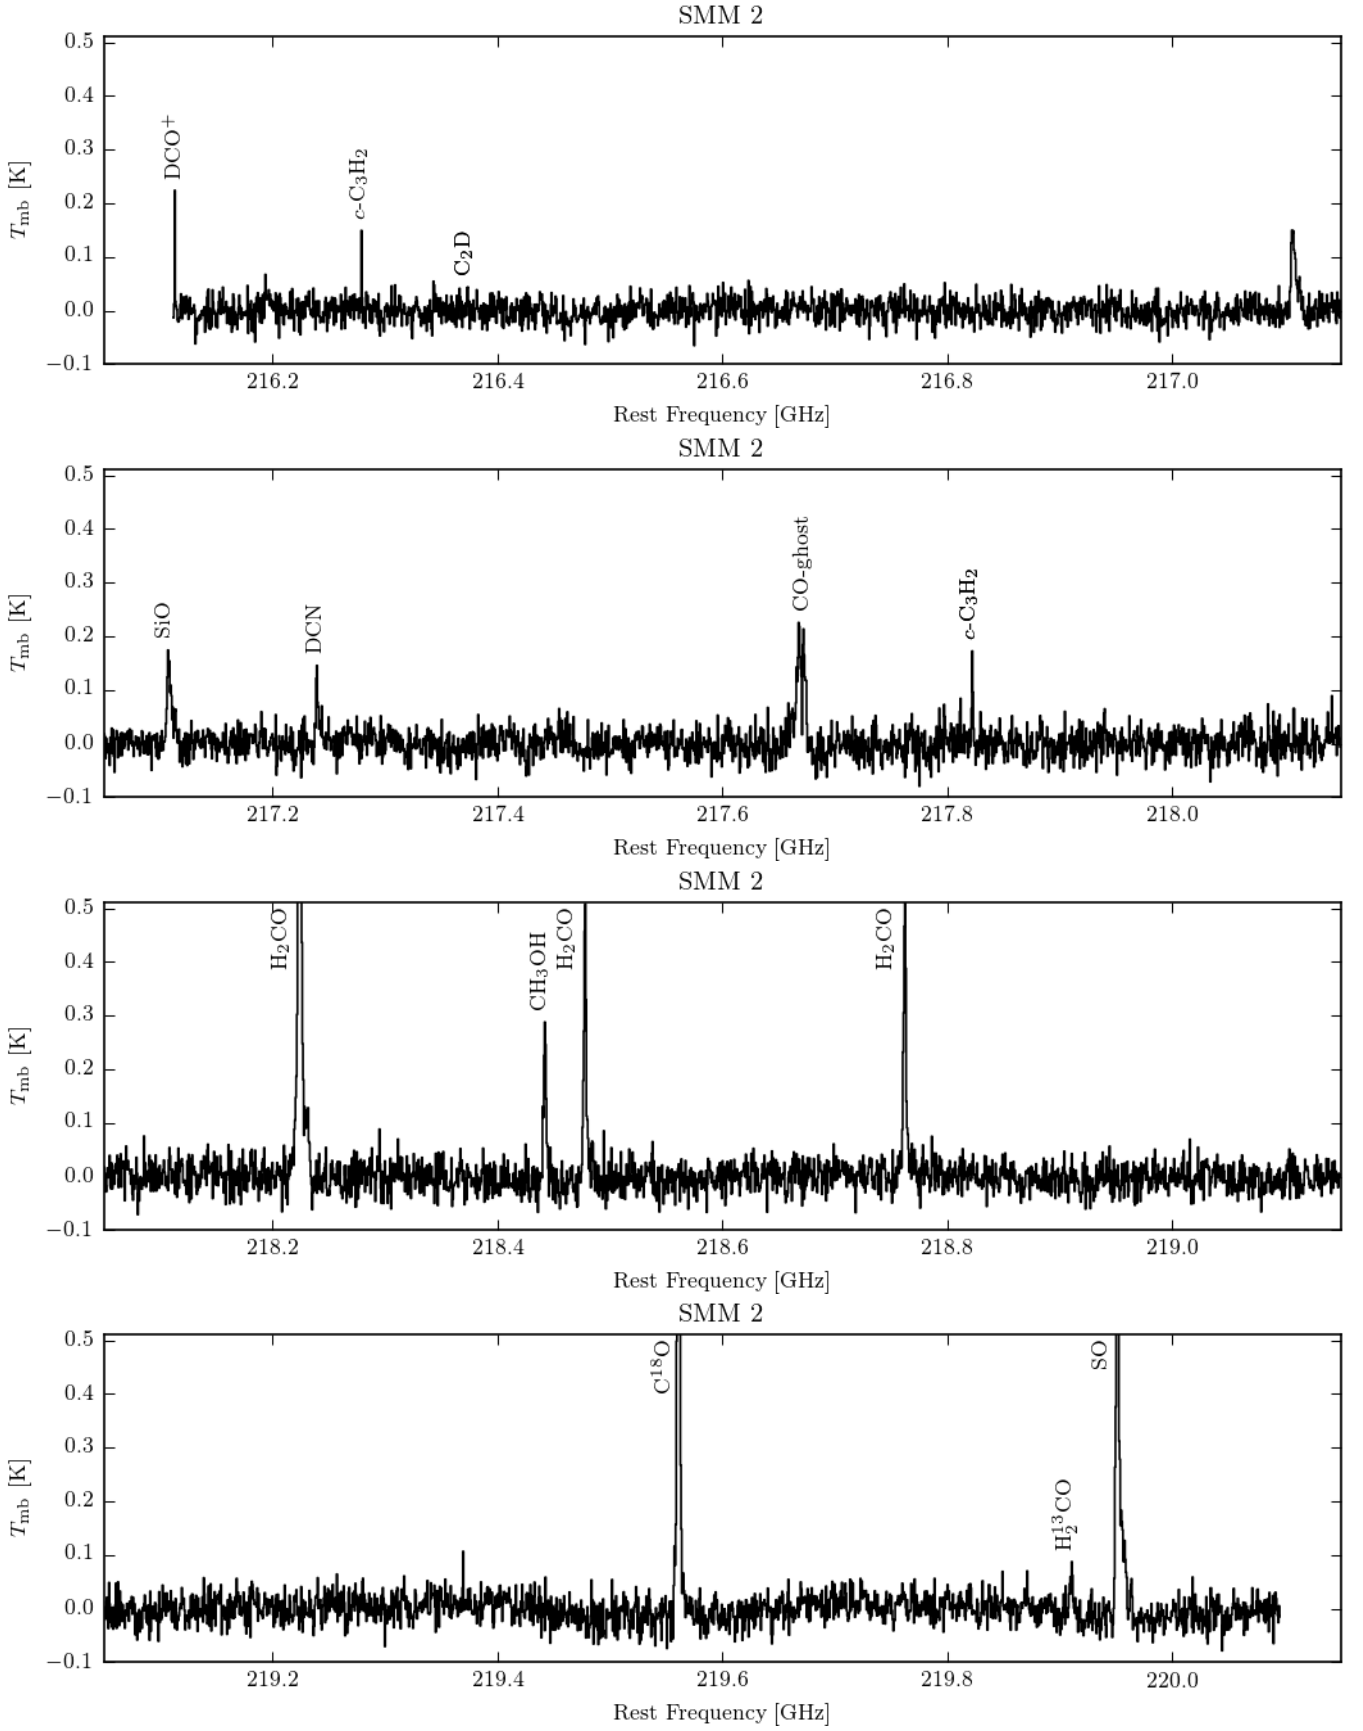 SMM 2
0.5
0.4
0.3
0.2
0.1
0.0
−0.1
T_mb [K]
DCO⁺
c-C₃H₂
C₂D
216.2 216.4 216.6 216.8 217.0
Rest Frequency [GHz]
SMM 2
0.5
0.4
0.3
0.2
0.1
0.0
−0.1
T_mb [K]
SiO
DCN
CO-ghost
c-C₃H₂
217.2 217.4 217.6 217.8 218.0
Rest Frequency [GHz]
SMM 2
0.5
0.4
0.3
0.2
0.1
0.0
−0.1
T_mb [K]
H₂CO
CH₃OH
H₂CO
H₂CO
218.2 218.4 218.6 218.8 219.0
Rest Frequency [GHz]
SMM 2
0.5
0.4
0.3
0.2
0.1
0.0
−0.1
T_mb [K]
C¹⁸O
H₂¹³CO
SO
219.2 219.4 219.6 219.8 220.0
Rest Frequency [GHz]